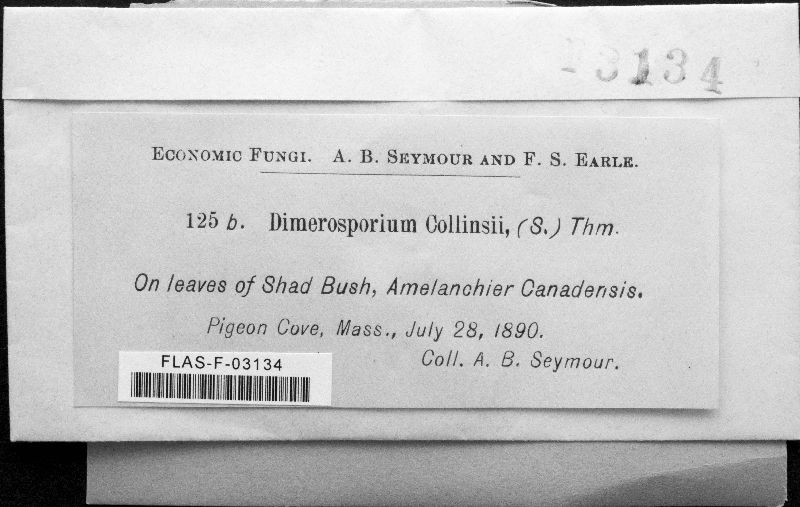 3134
ECONOMIC FUNGI. A. B. SEYMOUR AND F. S. EARLE.
125 b. Dimerosporium Collinsii, (S.) Thm.
On leaves of Shad Bush, Amelanchier Canadensis.
Pigeon Cove, Mass., July 28, 1890.
Coll. A. B. Seymour.
FLAS-F-03134